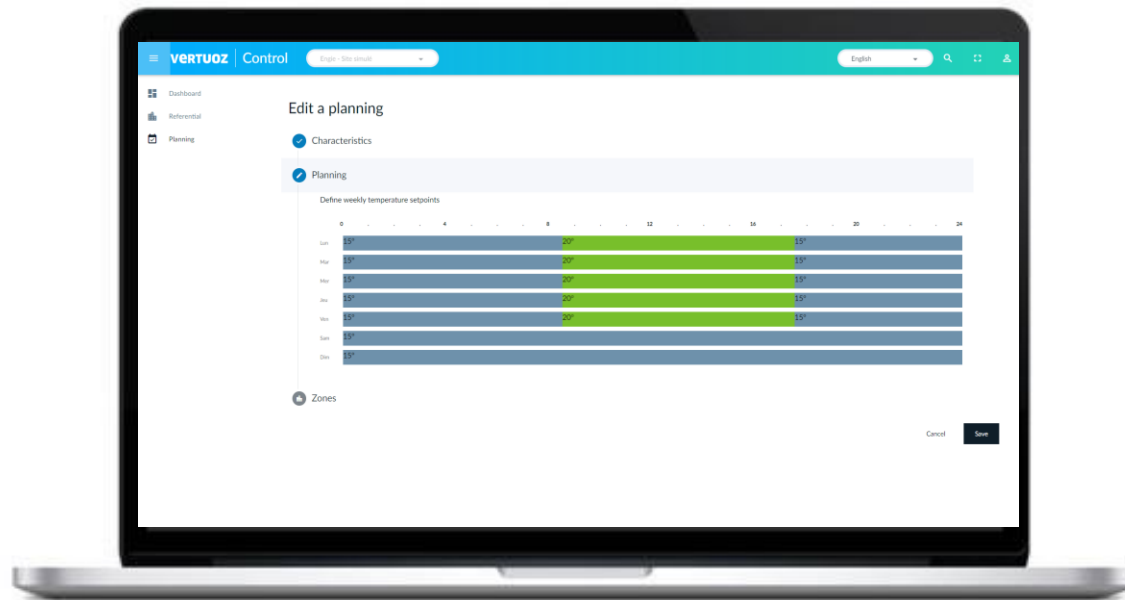 VERTUOZ Control
Engie - Site simulé
English
Dashboard
Referential
Planning
Edit a planning
Characteristics
Planning
Define weekly temperature setpoints
0 4 8 12 16 20 24
Lun 15° 20° 15°
Mar 15° 20° 15°
Mer 15° 20° 15°
Jeu 15° 20° 15°
Ven 15° 20° 15°
Sam 15°
Dim 15°
Zones
Cancel Save